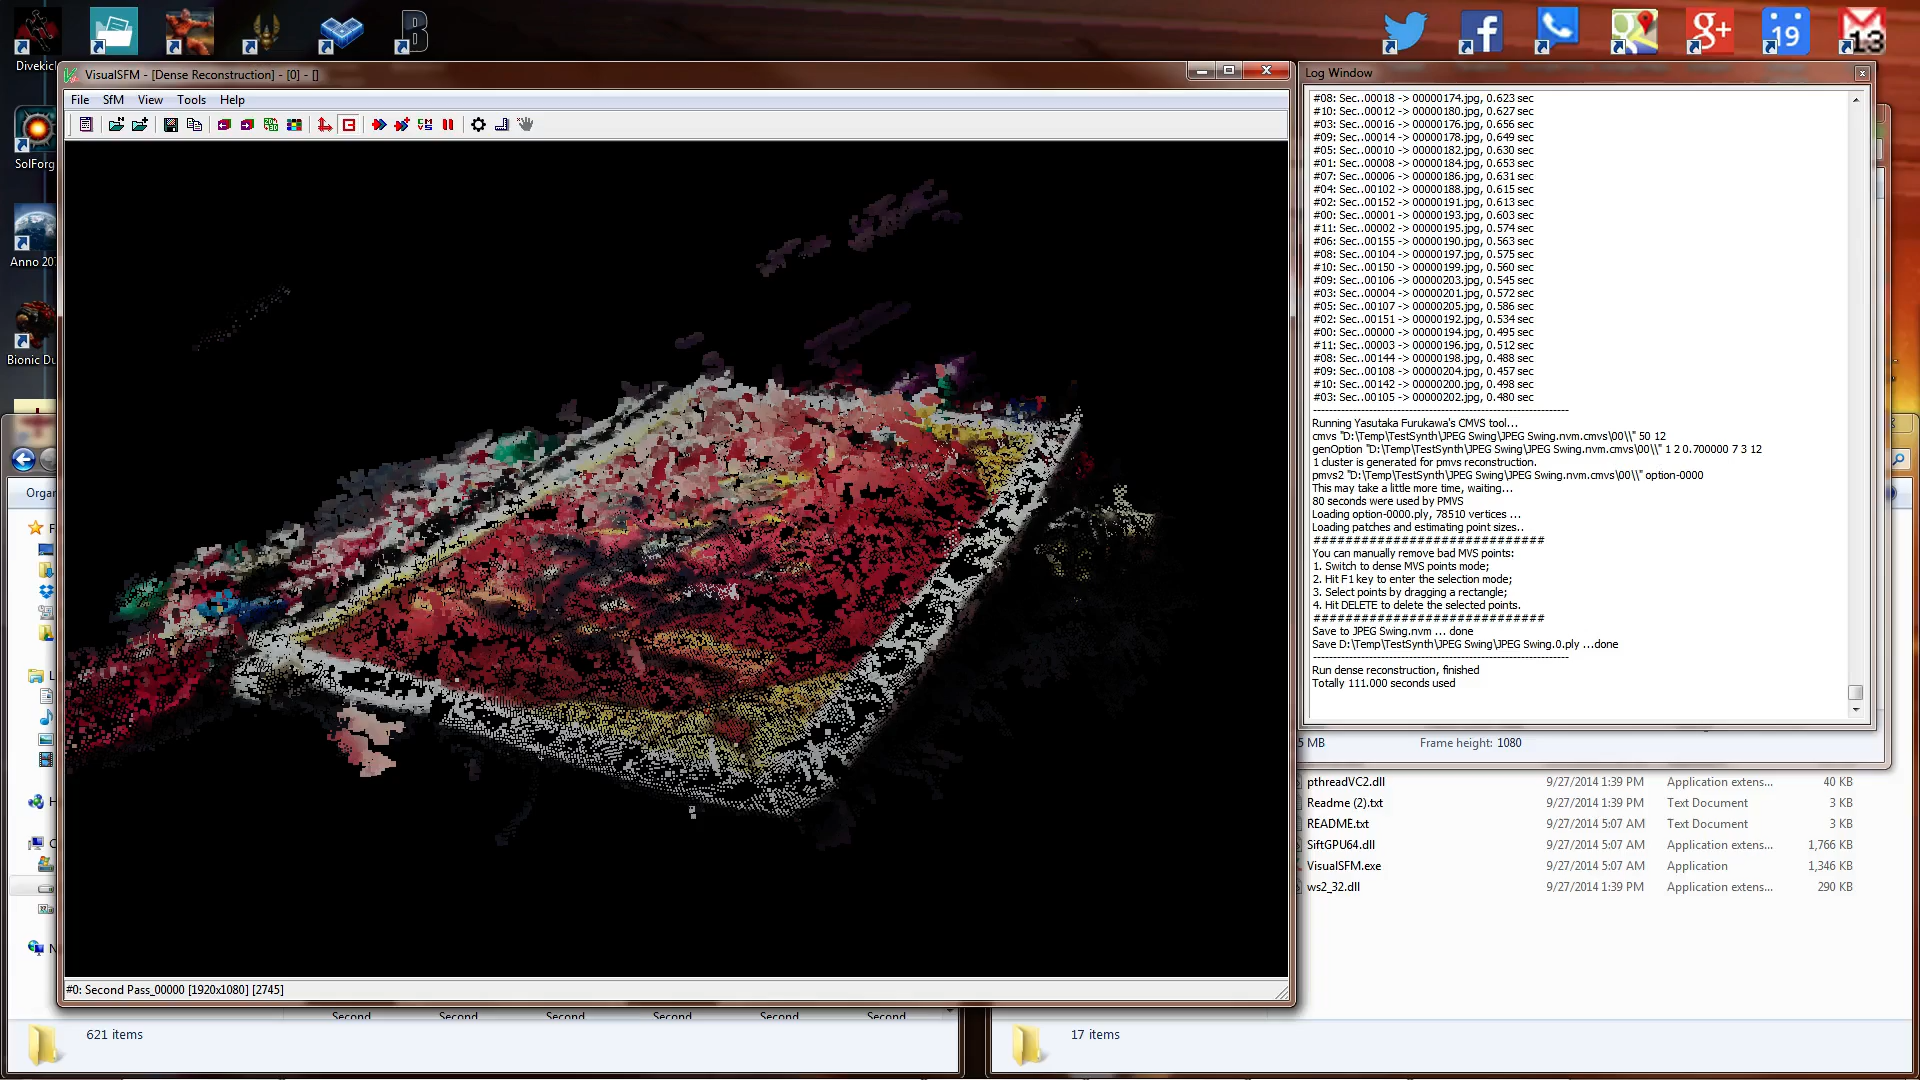 19
13
Divekick
SolForg
Anno 20
Bionic Du
VisualSFM - [Dense Reconstruction] - [0] - []
File SfM View Tools Help
#0: Second Pass_00000 [1920x1080] [2745]
Log Window
#08: Sec..00018 -> 00000174.jpg, 0.623 sec
#10: Sec..00012 -> 00000180.jpg, 0.627 sec
#03: Sec..00016 -> 00000176.jpg, 0.656 sec
#09: Sec..00014 -> 00000178.jpg, 0.649 sec
#05: Sec..00010 -> 00000182.jpg, 0.630 sec
#01: Sec..00008 -> 00000184.jpg, 0.653 sec
#07: Sec..00006 -> 00000186.jpg, 0.631 sec
#04: Sec..00102 -> 00000188.jpg, 0.615 sec
#02: Sec..00152 -> 00000191.jpg, 0.613 sec
#00: Sec..00001 -> 00000193.jpg, 0.603 sec
#11: Sec..00002 -> 00000195.jpg, 0.574 sec
#06: Sec..00155 -> 00000190.jpg, 0.563 sec
#08: Sec..00104 -> 00000197.jpg, 0.575 sec
#10: Sec..00150 -> 00000199.jpg, 0.560 sec
#09: Sec..00106 -> 00000203.jpg, 0.545 sec
#03: Sec..00004 -> 00000201.jpg, 0.572 sec
#05: Sec..00107 -> 00000205.jpg, 0.586 sec
#02: Sec..00151 -> 00000192.jpg, 0.534 sec
#00: Sec..00000 -> 00000194.jpg, 0.495 sec
#11: Sec..00003 -> 00000196.jpg, 0.512 sec
#08: Sec..00144 -> 00000198.jpg, 0.488 sec
#09: Sec..00108 -> 00000204.jpg, 0.457 sec
#10: Sec..00142 -> 00000200.jpg, 0.498 sec
#03: Sec..00105 -> 00000202.jpg, 0.480 sec
----------------------------------------------------------------
Running Yasutaka Furukawa's CMVS tool...
cmvs "D:\Temp\TestSynth\JPEG Swing\JPEG Swing.nvm.cmvs\00\\" 50 12
genOption "D:\Temp\TestSynth\JPEG Swing\JPEG Swing.nvm.cmvs\00\\" 1 2 0.700000 7 3 12
1 cluster is generated for pmvs reconstruction.
pmvs2 "D:\Temp\TestSynth\JPEG Swing\JPEG Swing.nvm.cmvs\00\\" option-0000
This may take a little more time, waiting...
80 seconds were used by PMVS
Loading option-0000.ply, 78510 vertices ...
Loading patches and estimating point sizes..
#############################
You can manually remove bad MVS points:
1. Switch to dense MVS points mode;
2. Hit F1 key to enter the selection mode;
3. Select points by dragging a rectangle;
4. Hit DELETE to delete the selected points.
#############################
Save to JPEG Swing.nvm ... done
Save D:\Temp\TestSynth\JPEG Swing\JPEG Swing.0.ply ...done
----------------------------------------------------------------
Run dense reconstruction, finished
Totally 111.000 seconds used
5 MB Frame height: 1080
pthreadVC2.dll 9/27/2014 1:39 PM Application extens... 40 KB
Readme (2).txt 9/27/2014 1:39 PM Text Document 3 KB
README.txt 9/27/2014 5:07 AM Text Document 3 KB
SiftGPU64.dll 9/27/2014 5:07 AM Application extens... 1,766 KB
VisualSFM.exe 9/27/2014 5:07 AM Application 1,346 KB
ws2_32.dll 9/27/2014 1:39 PM Application extens... 290 KB
Organ
Second Second Second Second Second Second
621 items
17 items